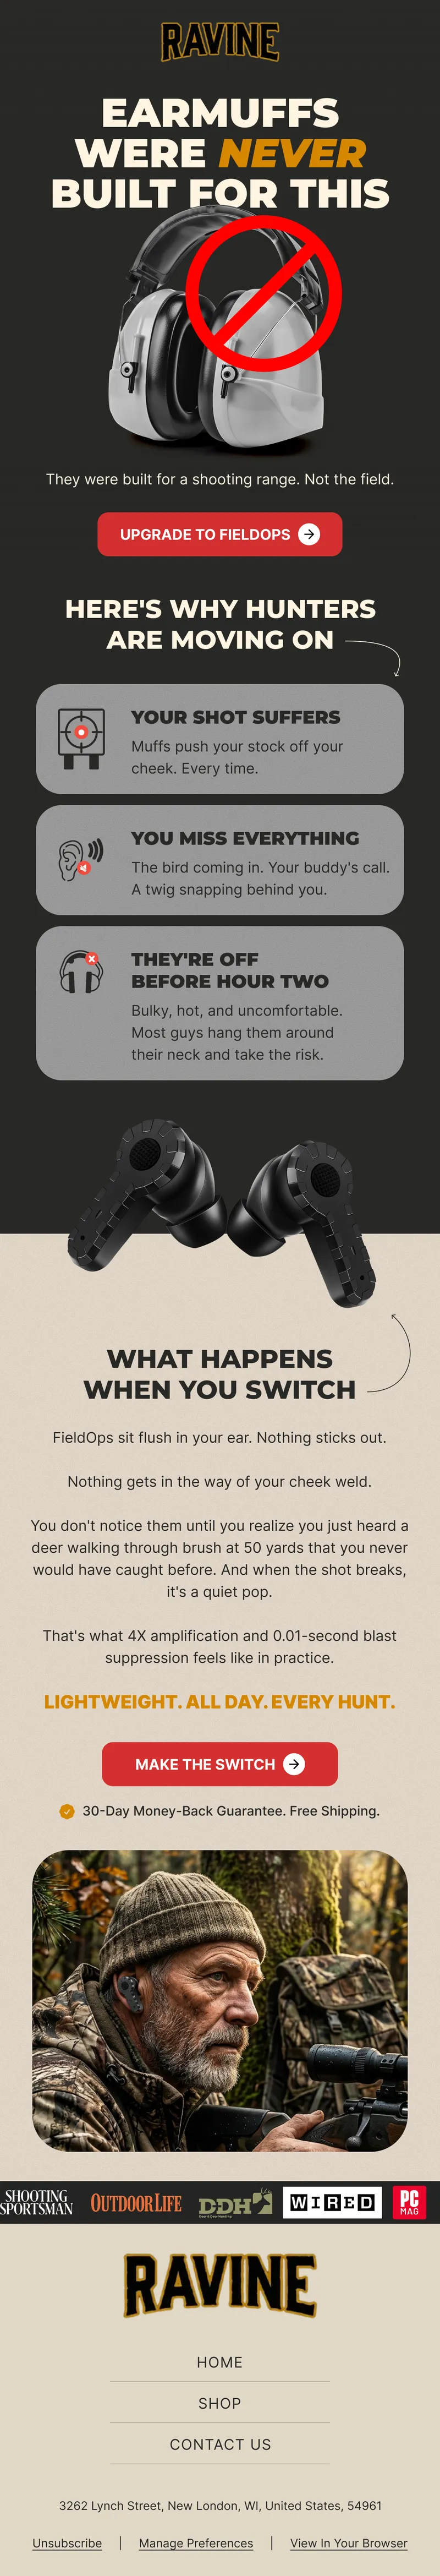 RAVINE
EARMUFFS
WERE NEVER
BUILT FOR THIS
They were built for a shooting range. Not the field.
UPGRADE TO FIELDOPS
HERE'S WHY HUNTERS
ARE MOVING ON
YOUR SHOT SUFFERS
Muffs push your stock off your
cheek. Every time.
YOU MISS EVERYTHING
The bird coming in. Your buddy's call.
A twig snapping behind you.
THEY'RE OFF
BEFORE HOUR TWO
Bulky, hot, and uncomfortable.
Most guys hang them around
their neck and take the risk.
WHAT HAPPENS
WHEN YOU SWITCH
FieldOps sit flush in your ear. Nothing sticks out.
Nothing gets in the way of your cheek weld.
You don't notice them until you realize you just heard a
deer walking through brush at 50 yards that you never
would have caught before. And when the shot breaks,
it's a quiet pop.
That's what 4X amplification and 0.01-second blast
suppression feels like in practice.
LIGHTWEIGHT. ALL DAY. EVERY HUNT.
MAKE THE SWITCH
30-Day Money-Back Guarantee. Free Shipping.
SHOOTING
SPORTSMAN
OUTDOOR LIFE
D&DH
Deer & Deer Hunting
WIRED
PC
MAG
RAVINE
HOME
SHOP
CONTACT US
3262 Lynch Street, New London, WI, United States, 54961
Unsubscribe | Manage Preferences | View In Your Browser